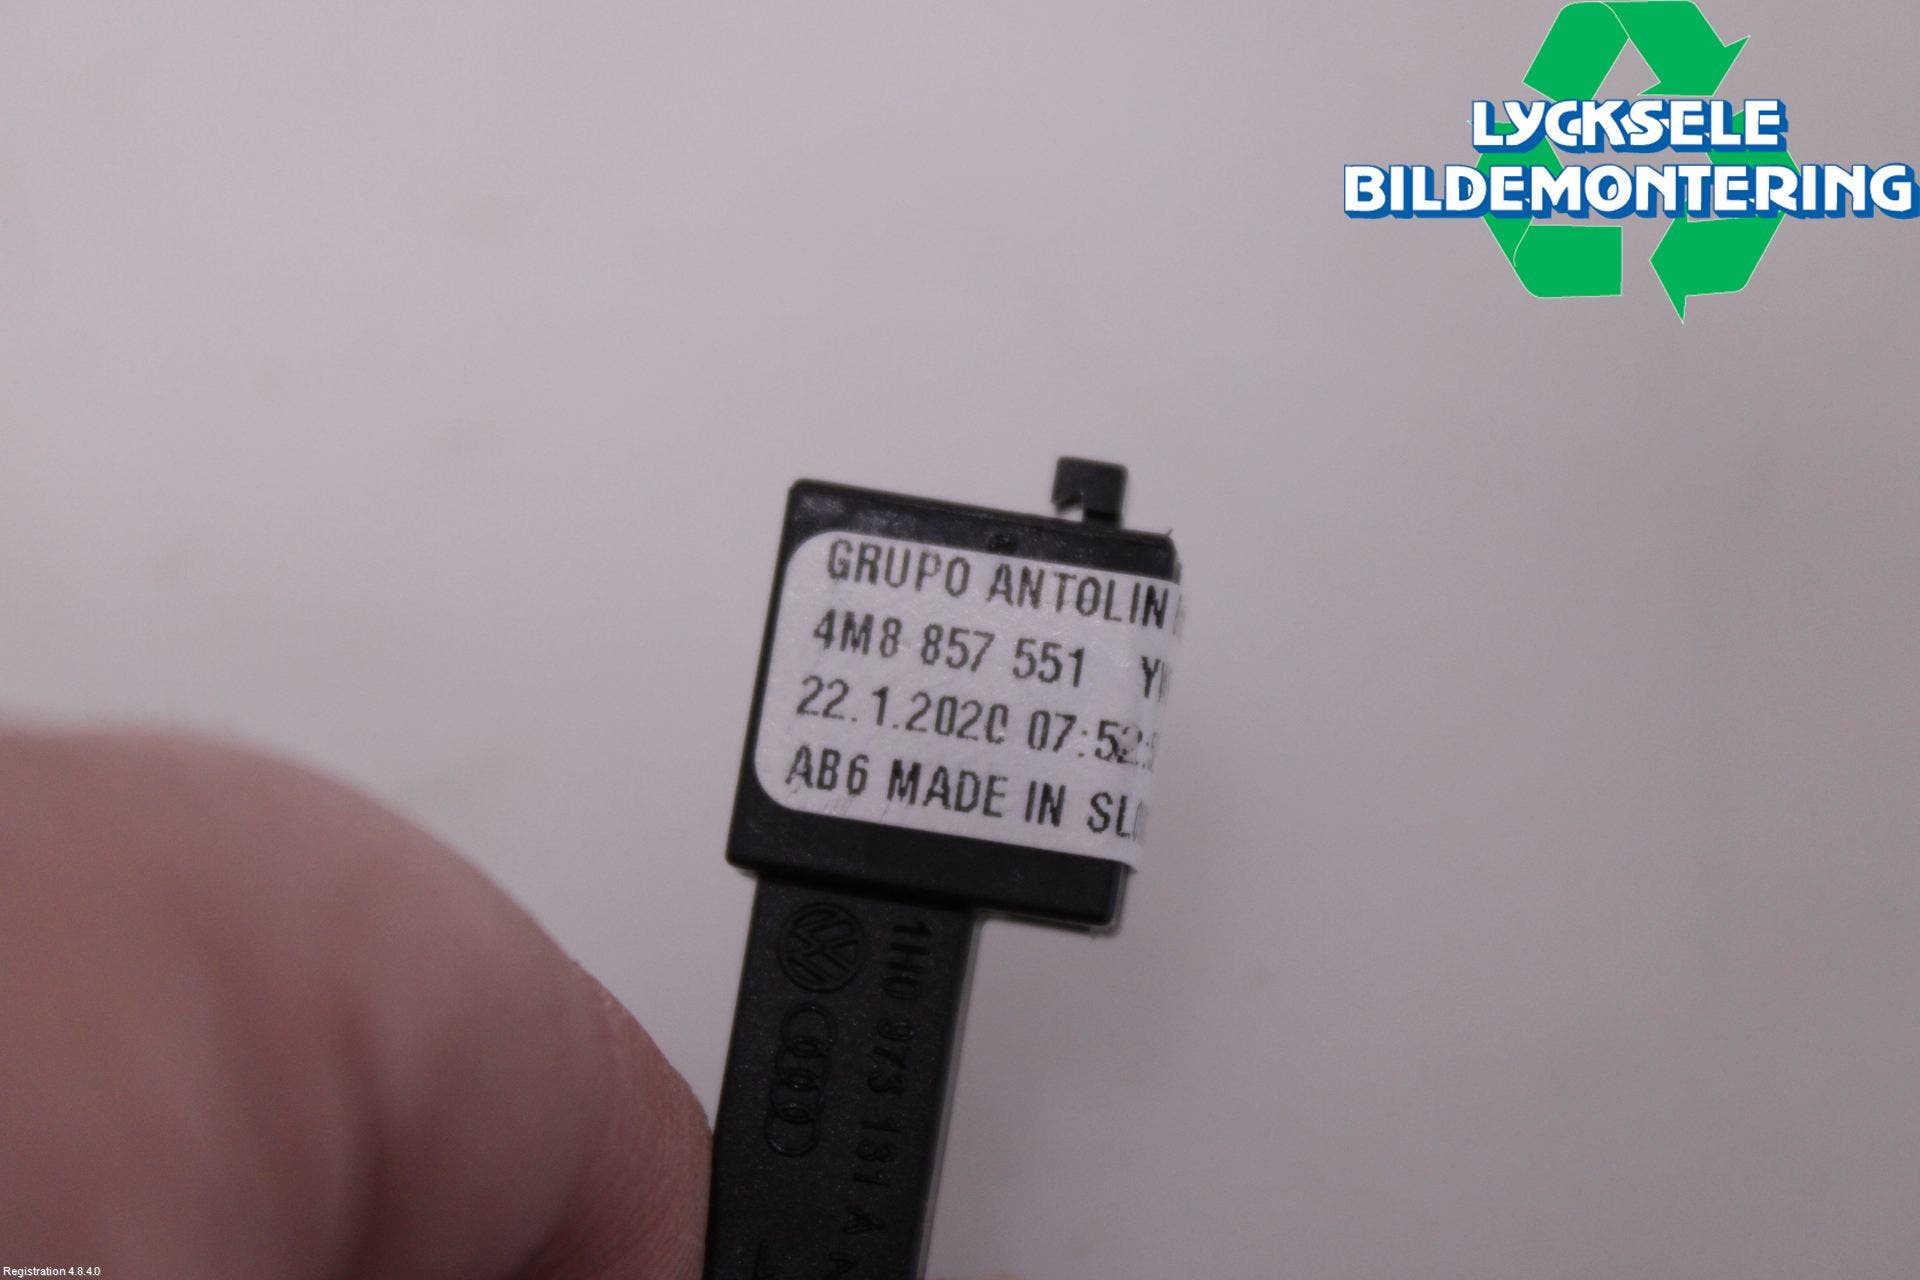 LYCKSELE
BILDEMONTERING
GRUPO ANTOLIN
4M8 857 551
22.1.2020 07:52:
AB6 MADE IN
1H0 973 131 A
Registration 4.8.4.0